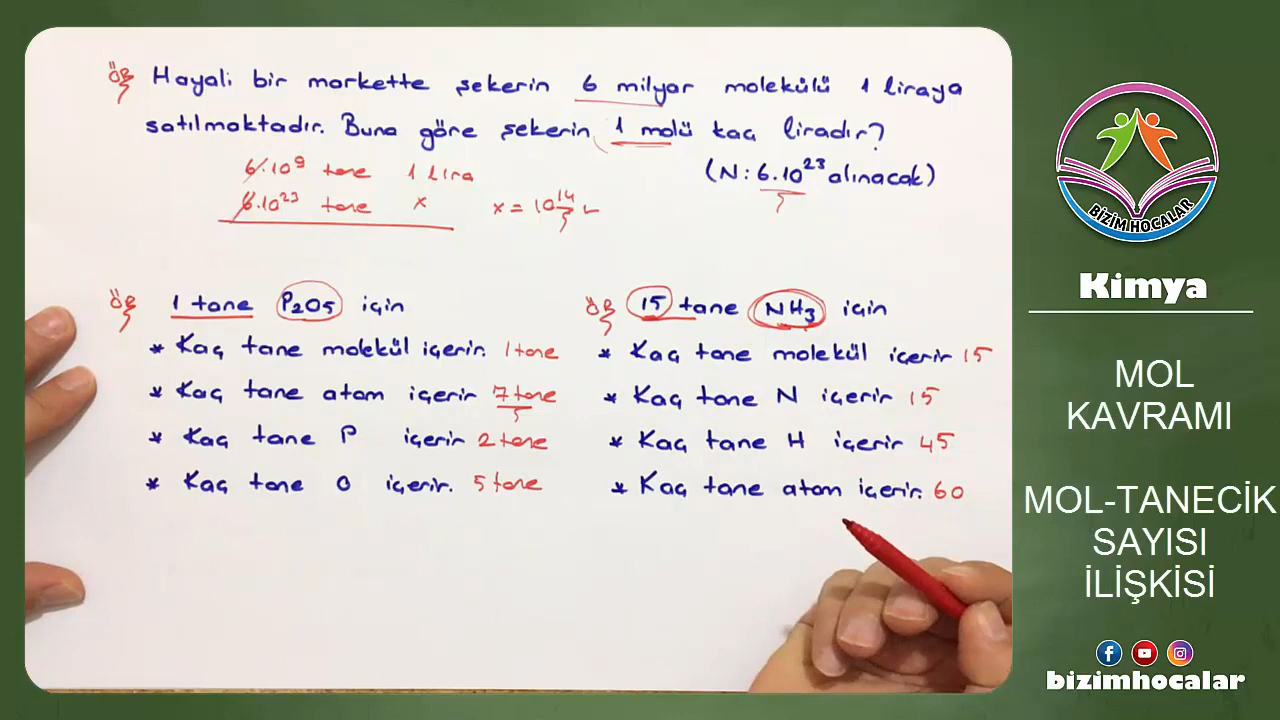 ÖR Hayali bir markette şekerin 6 milyar molekülü 1 liraya
satılmaktadır. Buna göre şekerin 1 molü kaç liradır?
(N: 6.10²³ alınacak)
6.10⁹ tane 1 lira
6.10²³ tane x x = 10¹⁴
ÖR 1 tane P₂O₅ için
* Kaç tane molekül içerir. 1 tane
* Kaç tane atom içerir 7 tane
* Kaç tane P içerir 2 tane
* Kaç tane O içerir. 5 tane
ÖR 15 tane NH₃ için
* Kaç tane molekül içerir 15
* Kaç tane N içerir 15
* Kaç tane H içerir 45
* Kaç tane atom içerir. 60
BİZİM HOCALAR
Kimya
MOL
KAVRAMI
MOL-TANECİK
SAYISI
İLİŞKİSİ
bizimhocalar